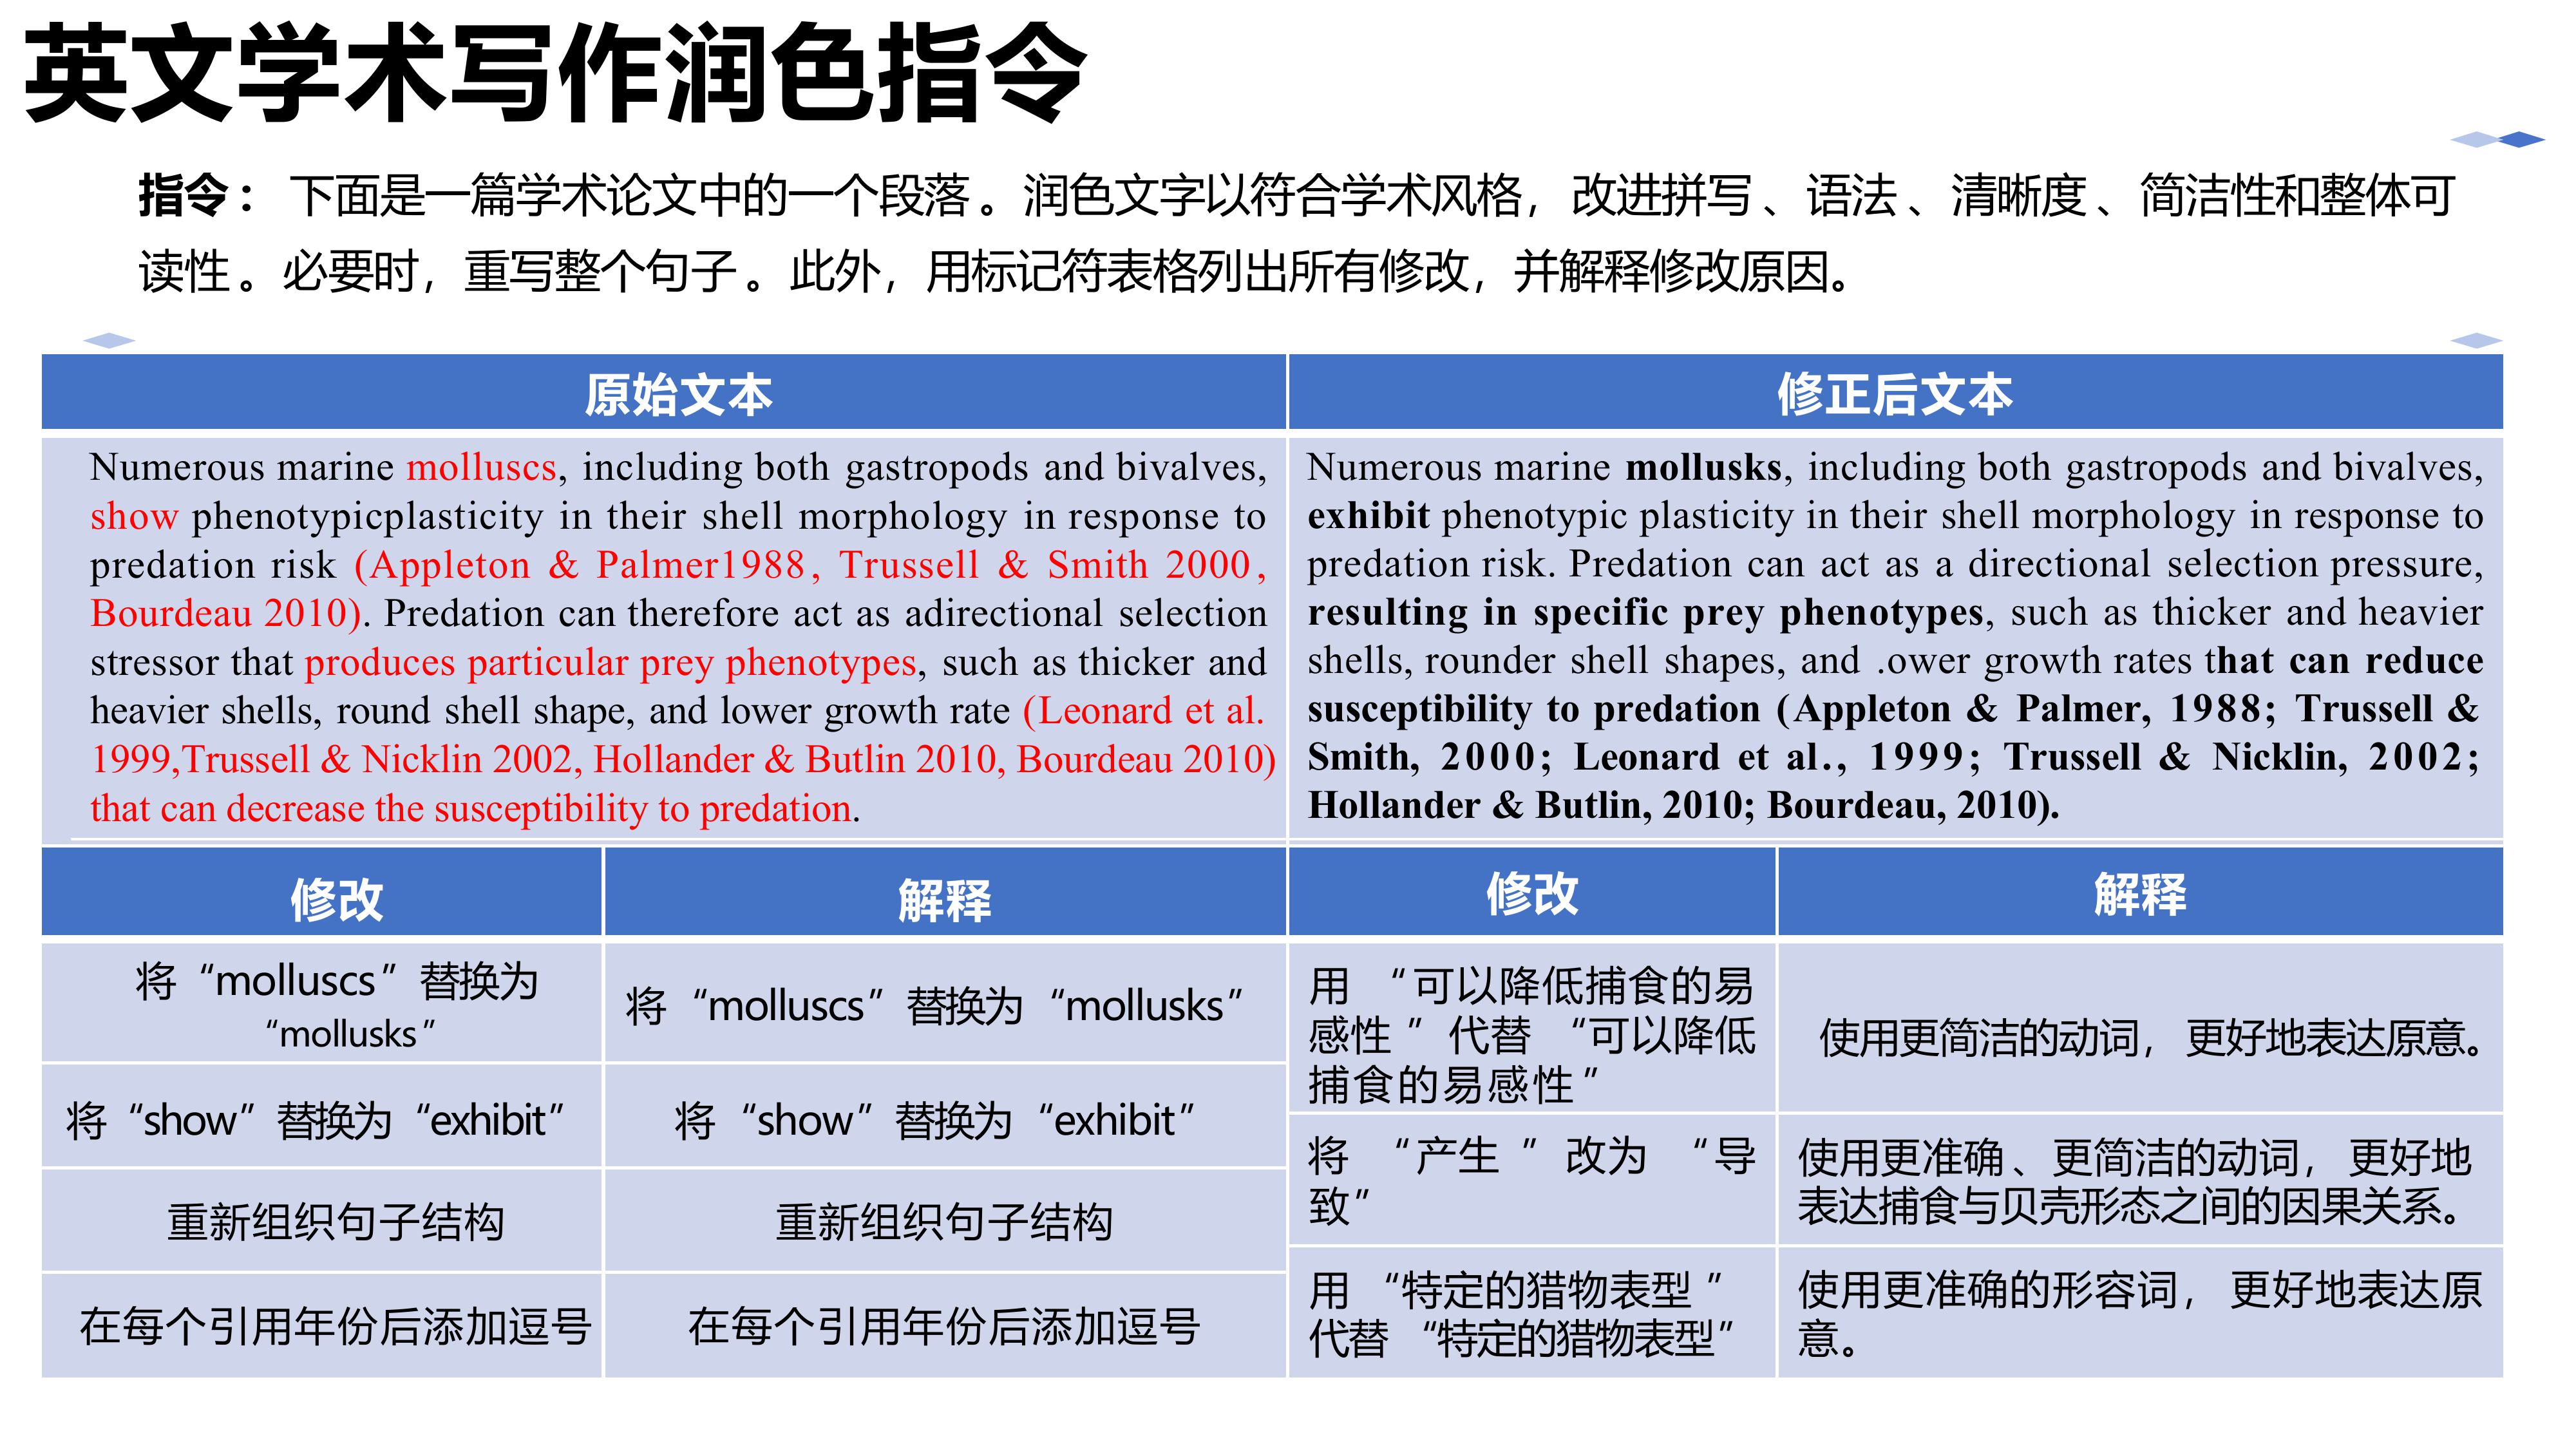 英文学术写作润色指令
指令： 下面是一篇学术论文中的一个段落。润色文字以符合学术风格，改进拼写、语法、清晰度、简洁性和整体可
读性。必要时，重写整个句子。此外，用标记符表格列出所有修改，并解释修改原因。
原始文本
Numerous marine molluscs, including both gastropods and bivalves,
show phenotypicplasticity in their shell morphology in response to
predation risk (Appleton & Palmer1988, Trussell & Smith 2000,
Bourdeau 2010). Predation can therefore act as adirectional selection
stressor that produces particular prey phenotypes, such as thicker and
heavier shells, round shell shape, and lower growth rate (Leonard et al.
1999,Trussell & Nicklin 2002, Hollander & Butlin 2010, Bourdeau 2010)
that can decrease the susceptibility to predation.
修正后文本
Numerous marine mollusks, including both gastropods and bivalves,
exhibit phenotypic plasticity in their shell morphology in response to
predation risk. Predation can act as a directional selection pressure,
resulting in specific prey phenotypes, such as thicker and heavier
shells, rounder shell shapes, and .ower growth rates that can reduce
susceptibility to predation (Appleton & Palmer, 1988; Trussell &
Smith, 2000; Leonard et al., 1999; Trussell & Nicklin, 2002;
Hollander & Butlin, 2010; Bourdeau, 2010).
修改
解释
将“molluscs”替换为
“mollusks”
将“molluscs”替换为“mollusks”
将“show”替换为“exhibit”
将“show”替换为“exhibit”
重新组织句子结构
重新组织句子结构
在每个引用年份后添加逗号
在每个引用年份后添加逗号
修改
解释
用 “可以降低捕食的易
感性 ” 代替 “可以降低
捕食的易感性”
使用更简洁的动词， 更好地表达原意。
将 “产生 ” 改为 “导
致”
使用更准确、更简洁的动词， 更好地
表达捕食与贝壳形态之间的因果关系。
用 “特定的猎物表型 ”
代替 “特定的猎物表型”
使用更准确的形容词， 更好地表达原
意。